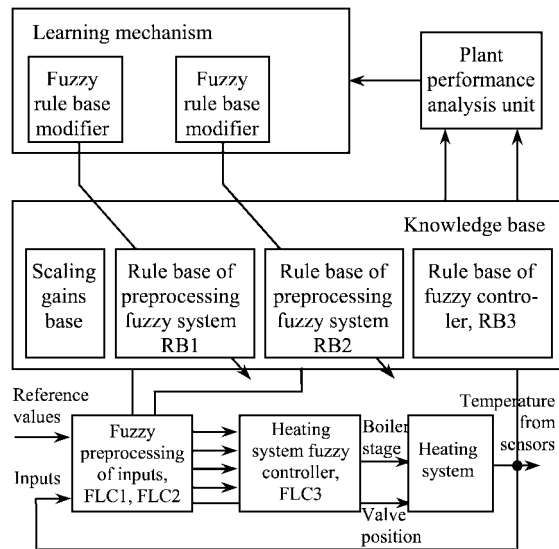 Learning mechanism
Fuzzy
rule base
modifier
Fuzzy
rule base
modifier
Plant
performance
analysis unit
Knowledge base
Scaling
gains
base
Rule base of
preprocessing
fuzzy system
RB1
Rule base of
preprocessing
fuzzy system
RB2
Rule base of
fuzzy contro-
ler, RB3
Reference
values
Inputs
Fuzzy
preprocessing
of inputs,
FLC1, FLC2
Heating
system fuzzy
controller,
FLC3
Boiler
stage
Valve
position
Heating
system
Temperature
from
sensors